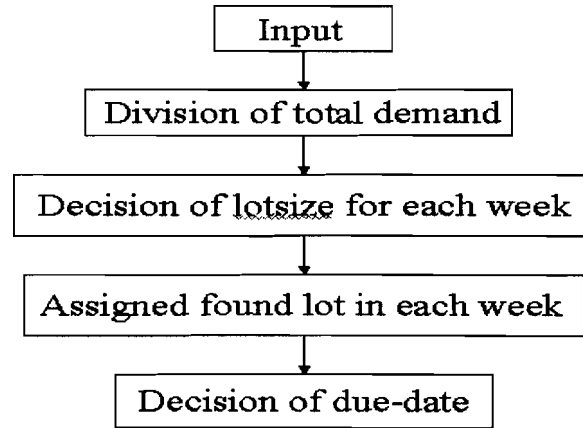 Input
Division of total demand
Decision of lotsize for each week
Assigned found lot in each week
Decision of due-date